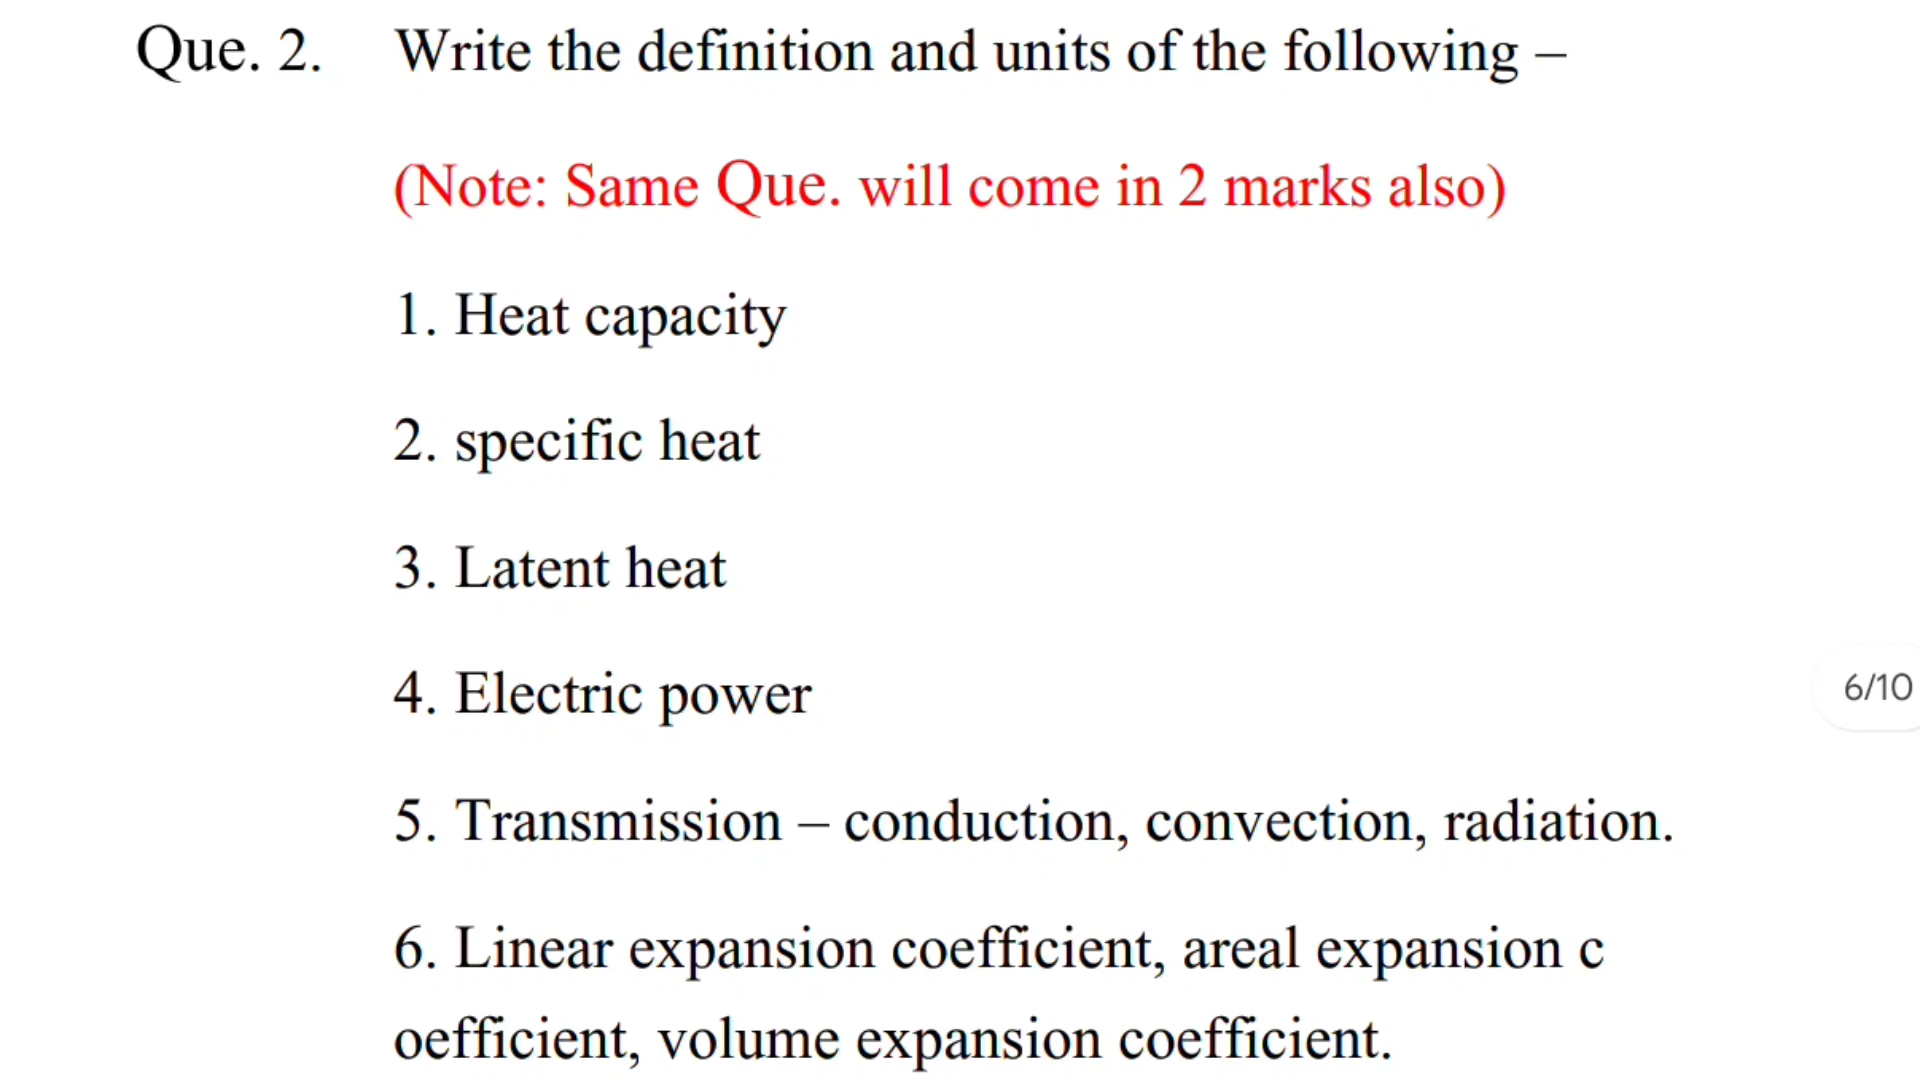 Que. 2. Write the definition and units of the following –
(Note: Same Que. will come in 2 marks also)
1. Heat capacity
2. specific heat
3. Latent heat
4. Electric power
6/10
5. Transmission – conduction, convection, radiation.
6. Linear expansion coefficient, areal expansion c
oefficient, volume expansion coefficient.